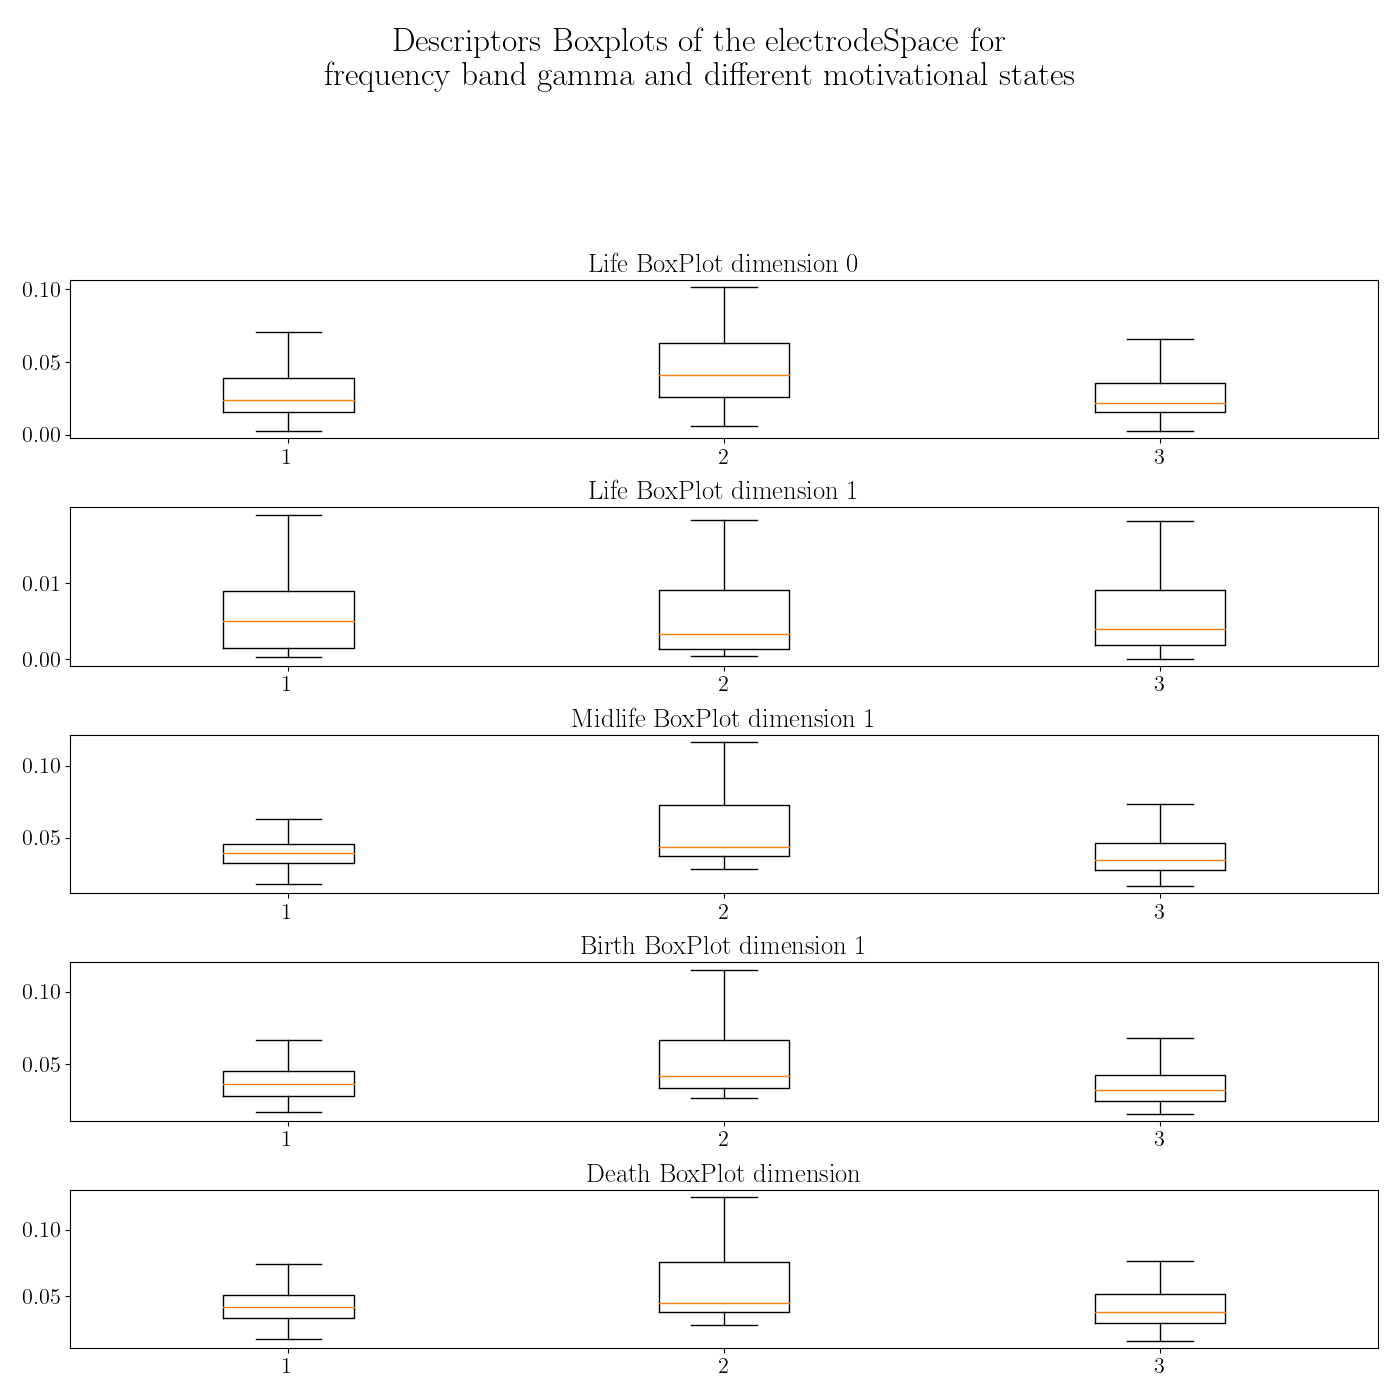 Descriptors Boxplots of the electrodeSpace for
frequency band gamma and different motivational states
Life BoxPlot dimension 0
0.10
0.05
0.00
1 2 3
Life BoxPlot dimension 1
0.01
0.00
1 2 3
Midlife BoxPlot dimension 1
0.10
0.05
1 2 3
Birth BoxPlot dimension 1
0.10
0.05
1 2 3
Death BoxPlot dimension
0.10
0.05
1 2 3